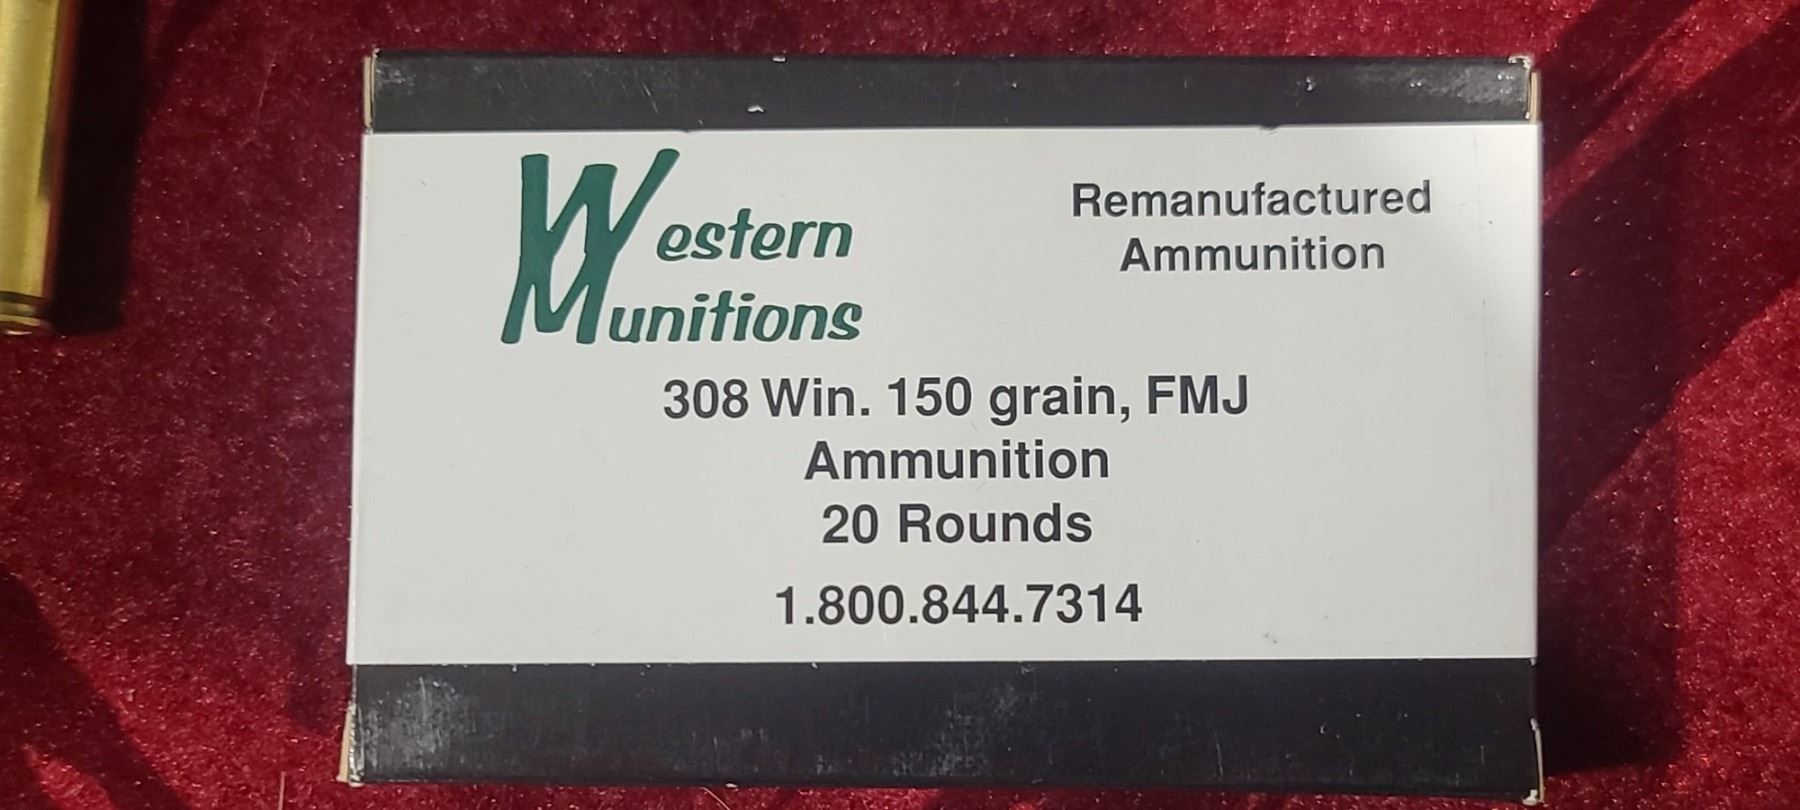 Western
Munitions
Remanufactured
Ammunition
308 Win. 150 grain, FMJ
Ammunition
20 Rounds
1.800.844.7314